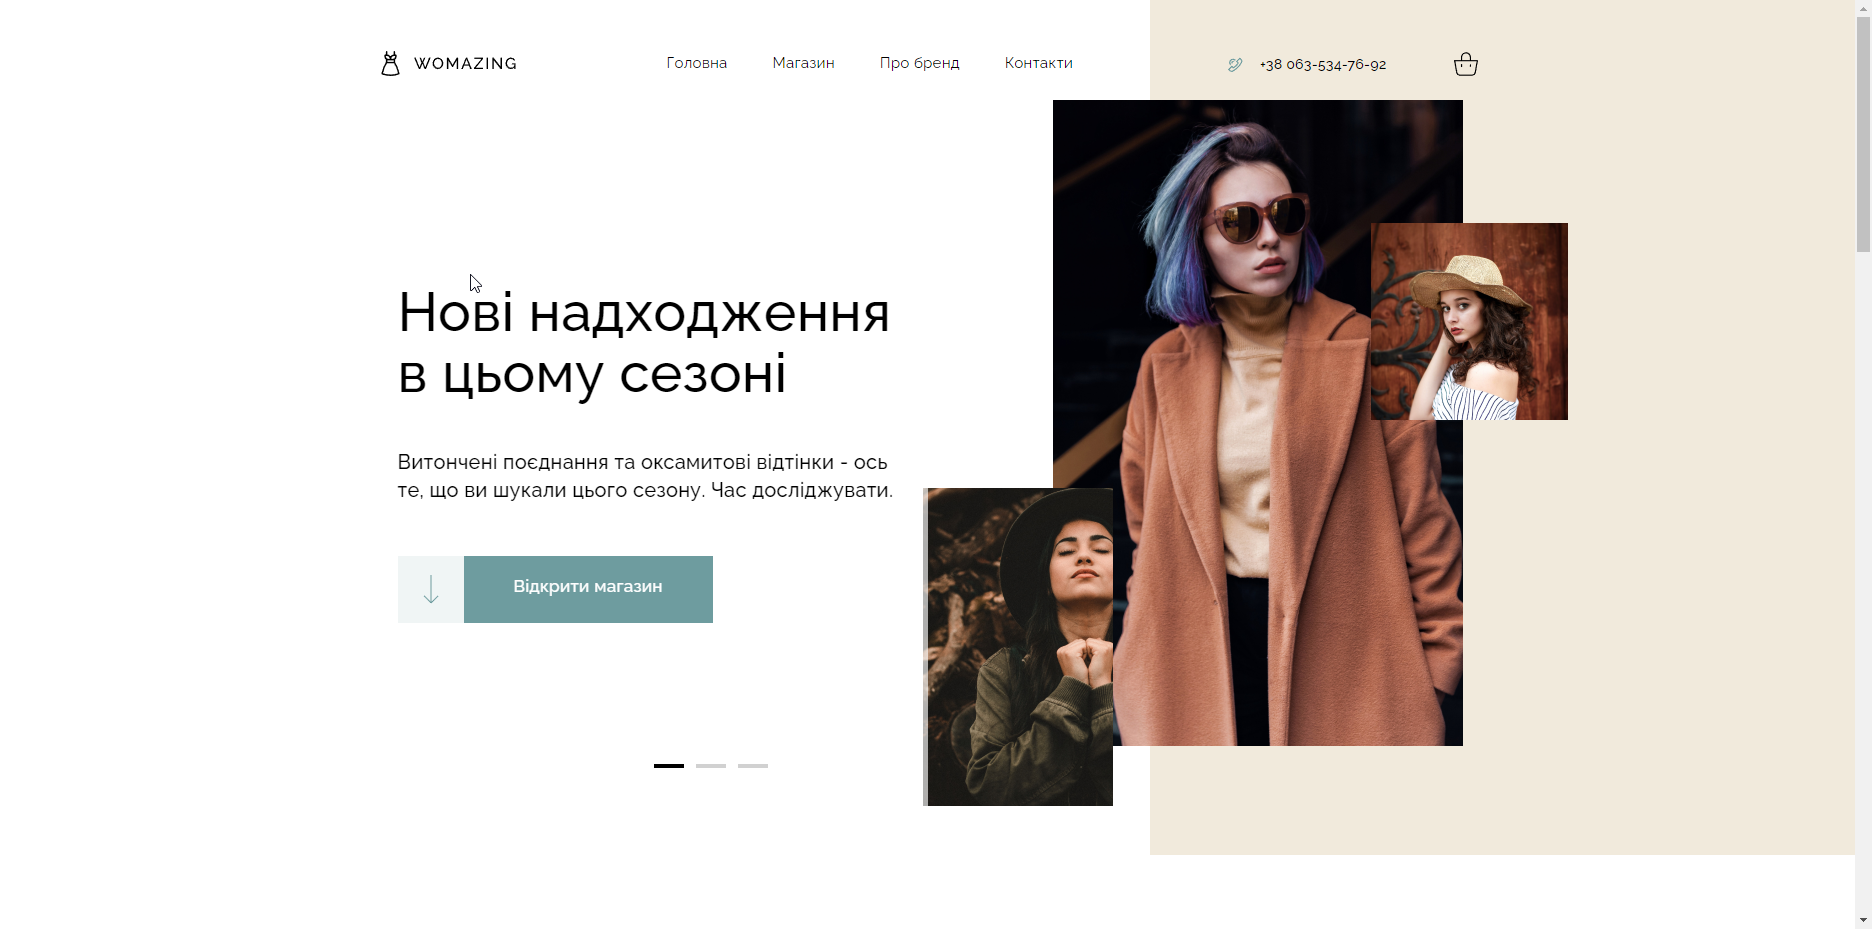 WOMAZING
Головна
Магазин
Про бренд
Контакти
+38 063-534-76-92
Нові надходження
в цьому сезоні
Витончені поєднання та оксамитові відтінки - ось
те, що ви шукали цього сезону. Час досліджувати.
Відкрити магазин